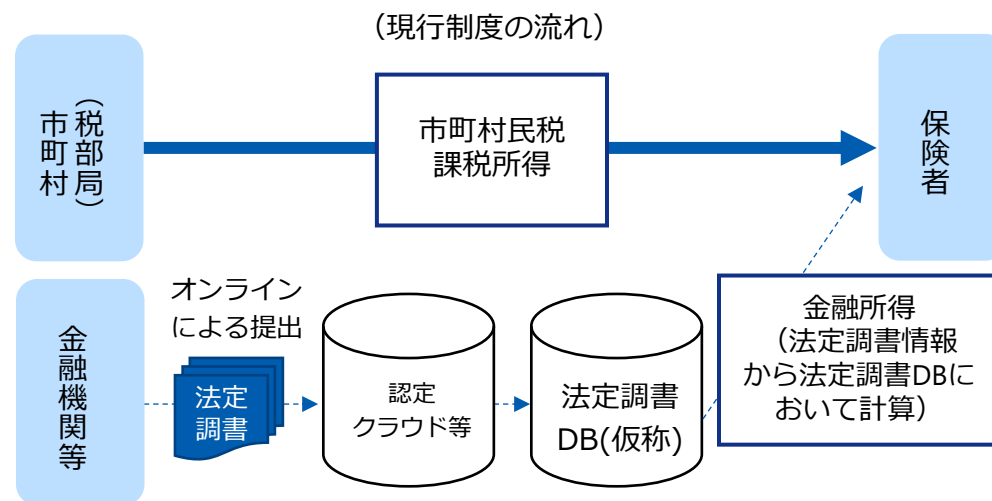 （現行制度の流れ）
市町村
（税部局）
市町村民税
課税所得
保険者
金融機関等
オンライン
による提出
法定
調書
認定
クラウド等
法定調書
DB(仮称)
金融所得
（法定調書情報
から法定調書DBに
おいて計算）